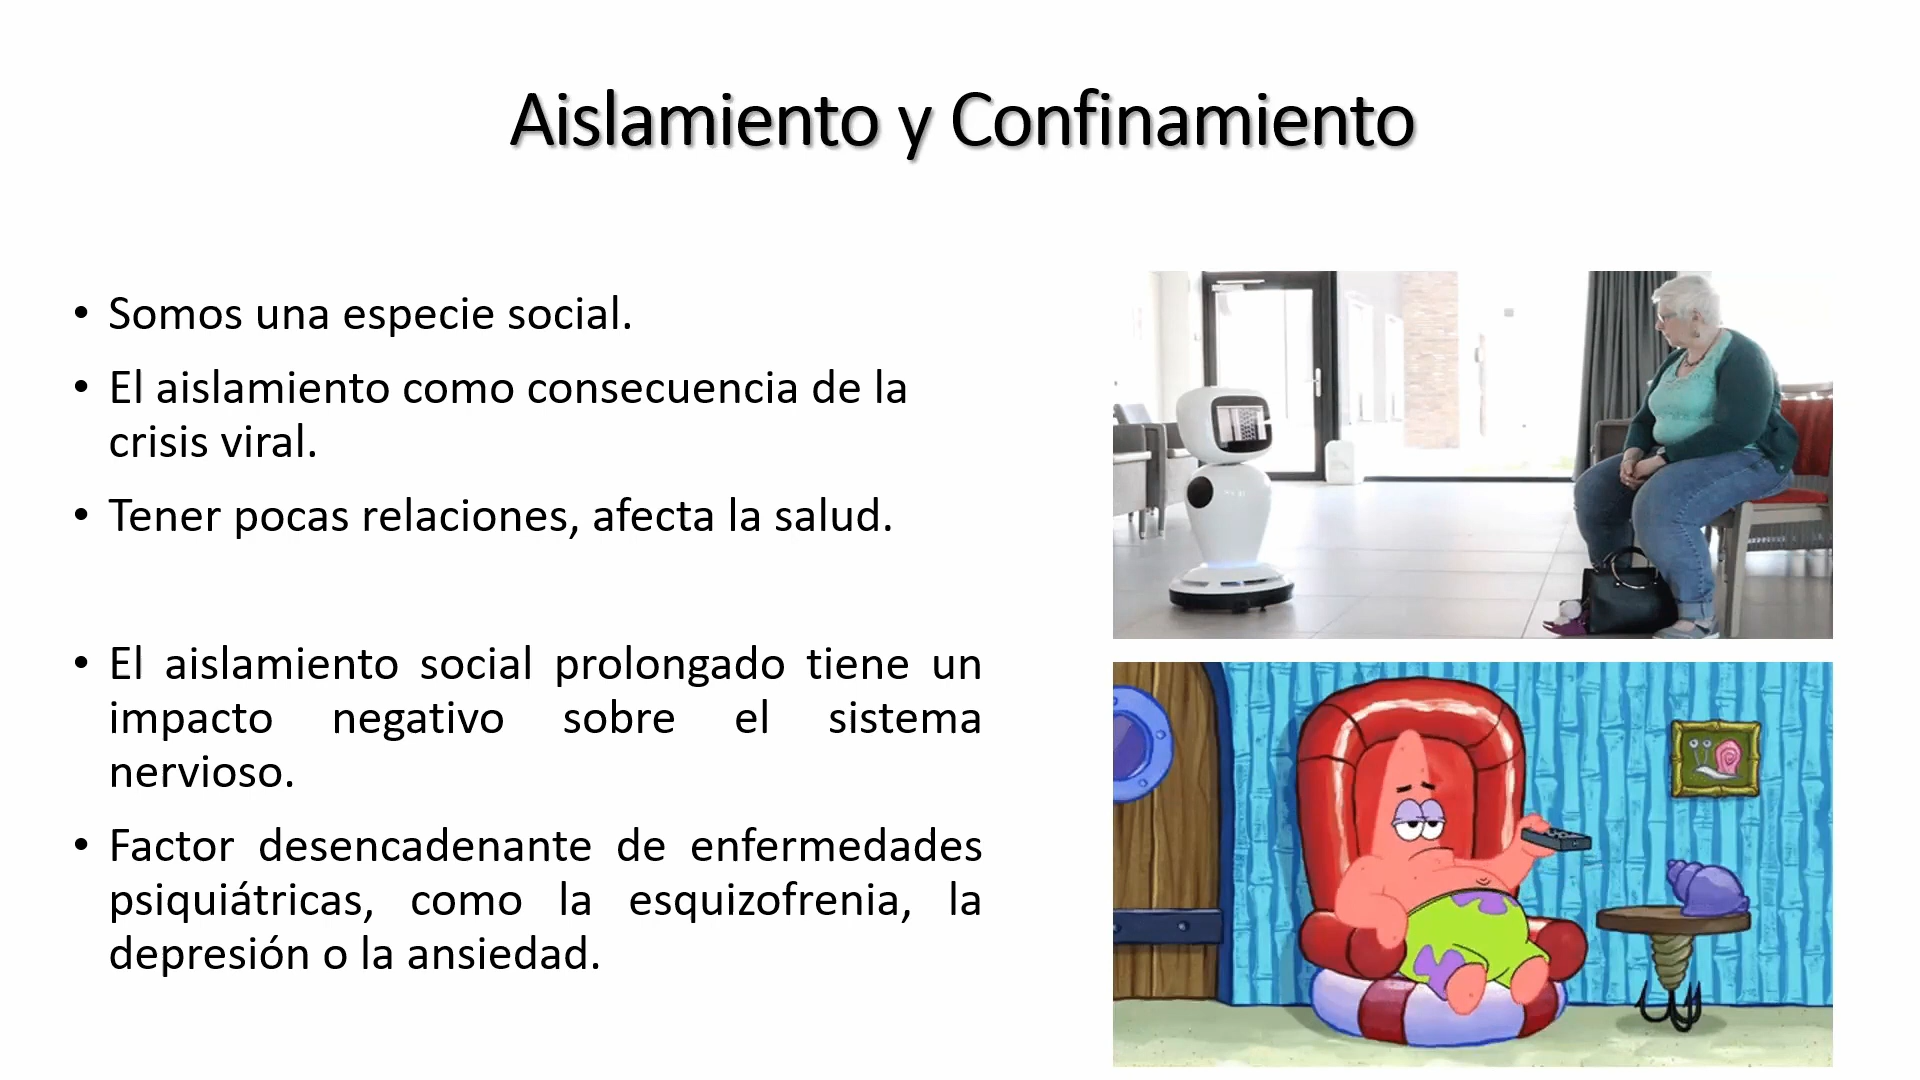 Aislamiento y Confinamiento
• Somos una especie social.
• El aislamiento como consecuencia de la
crisis viral.
• Tener pocas relaciones, afecta la salud.
• El aislamiento social prolongado tiene un
impacto negativo sobre el sistema
nervioso.
• Factor desencadenante de enfermedades
psiquiátricas, como la esquizofrenia, la
depresión o la ansiedad.